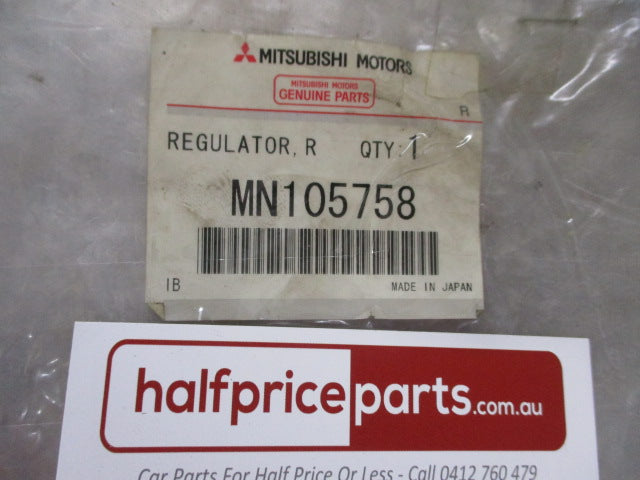 MITSUBISHI MOTORS
MITSUBISHI MOTORS
GENUINE PARTS
R
REGULATOR, R QTY:1
MN105758
IB MADE IN JAPAN
halfpriceparts.com.au
Car Parts For Half Price Or Less - Call 0412 760 479